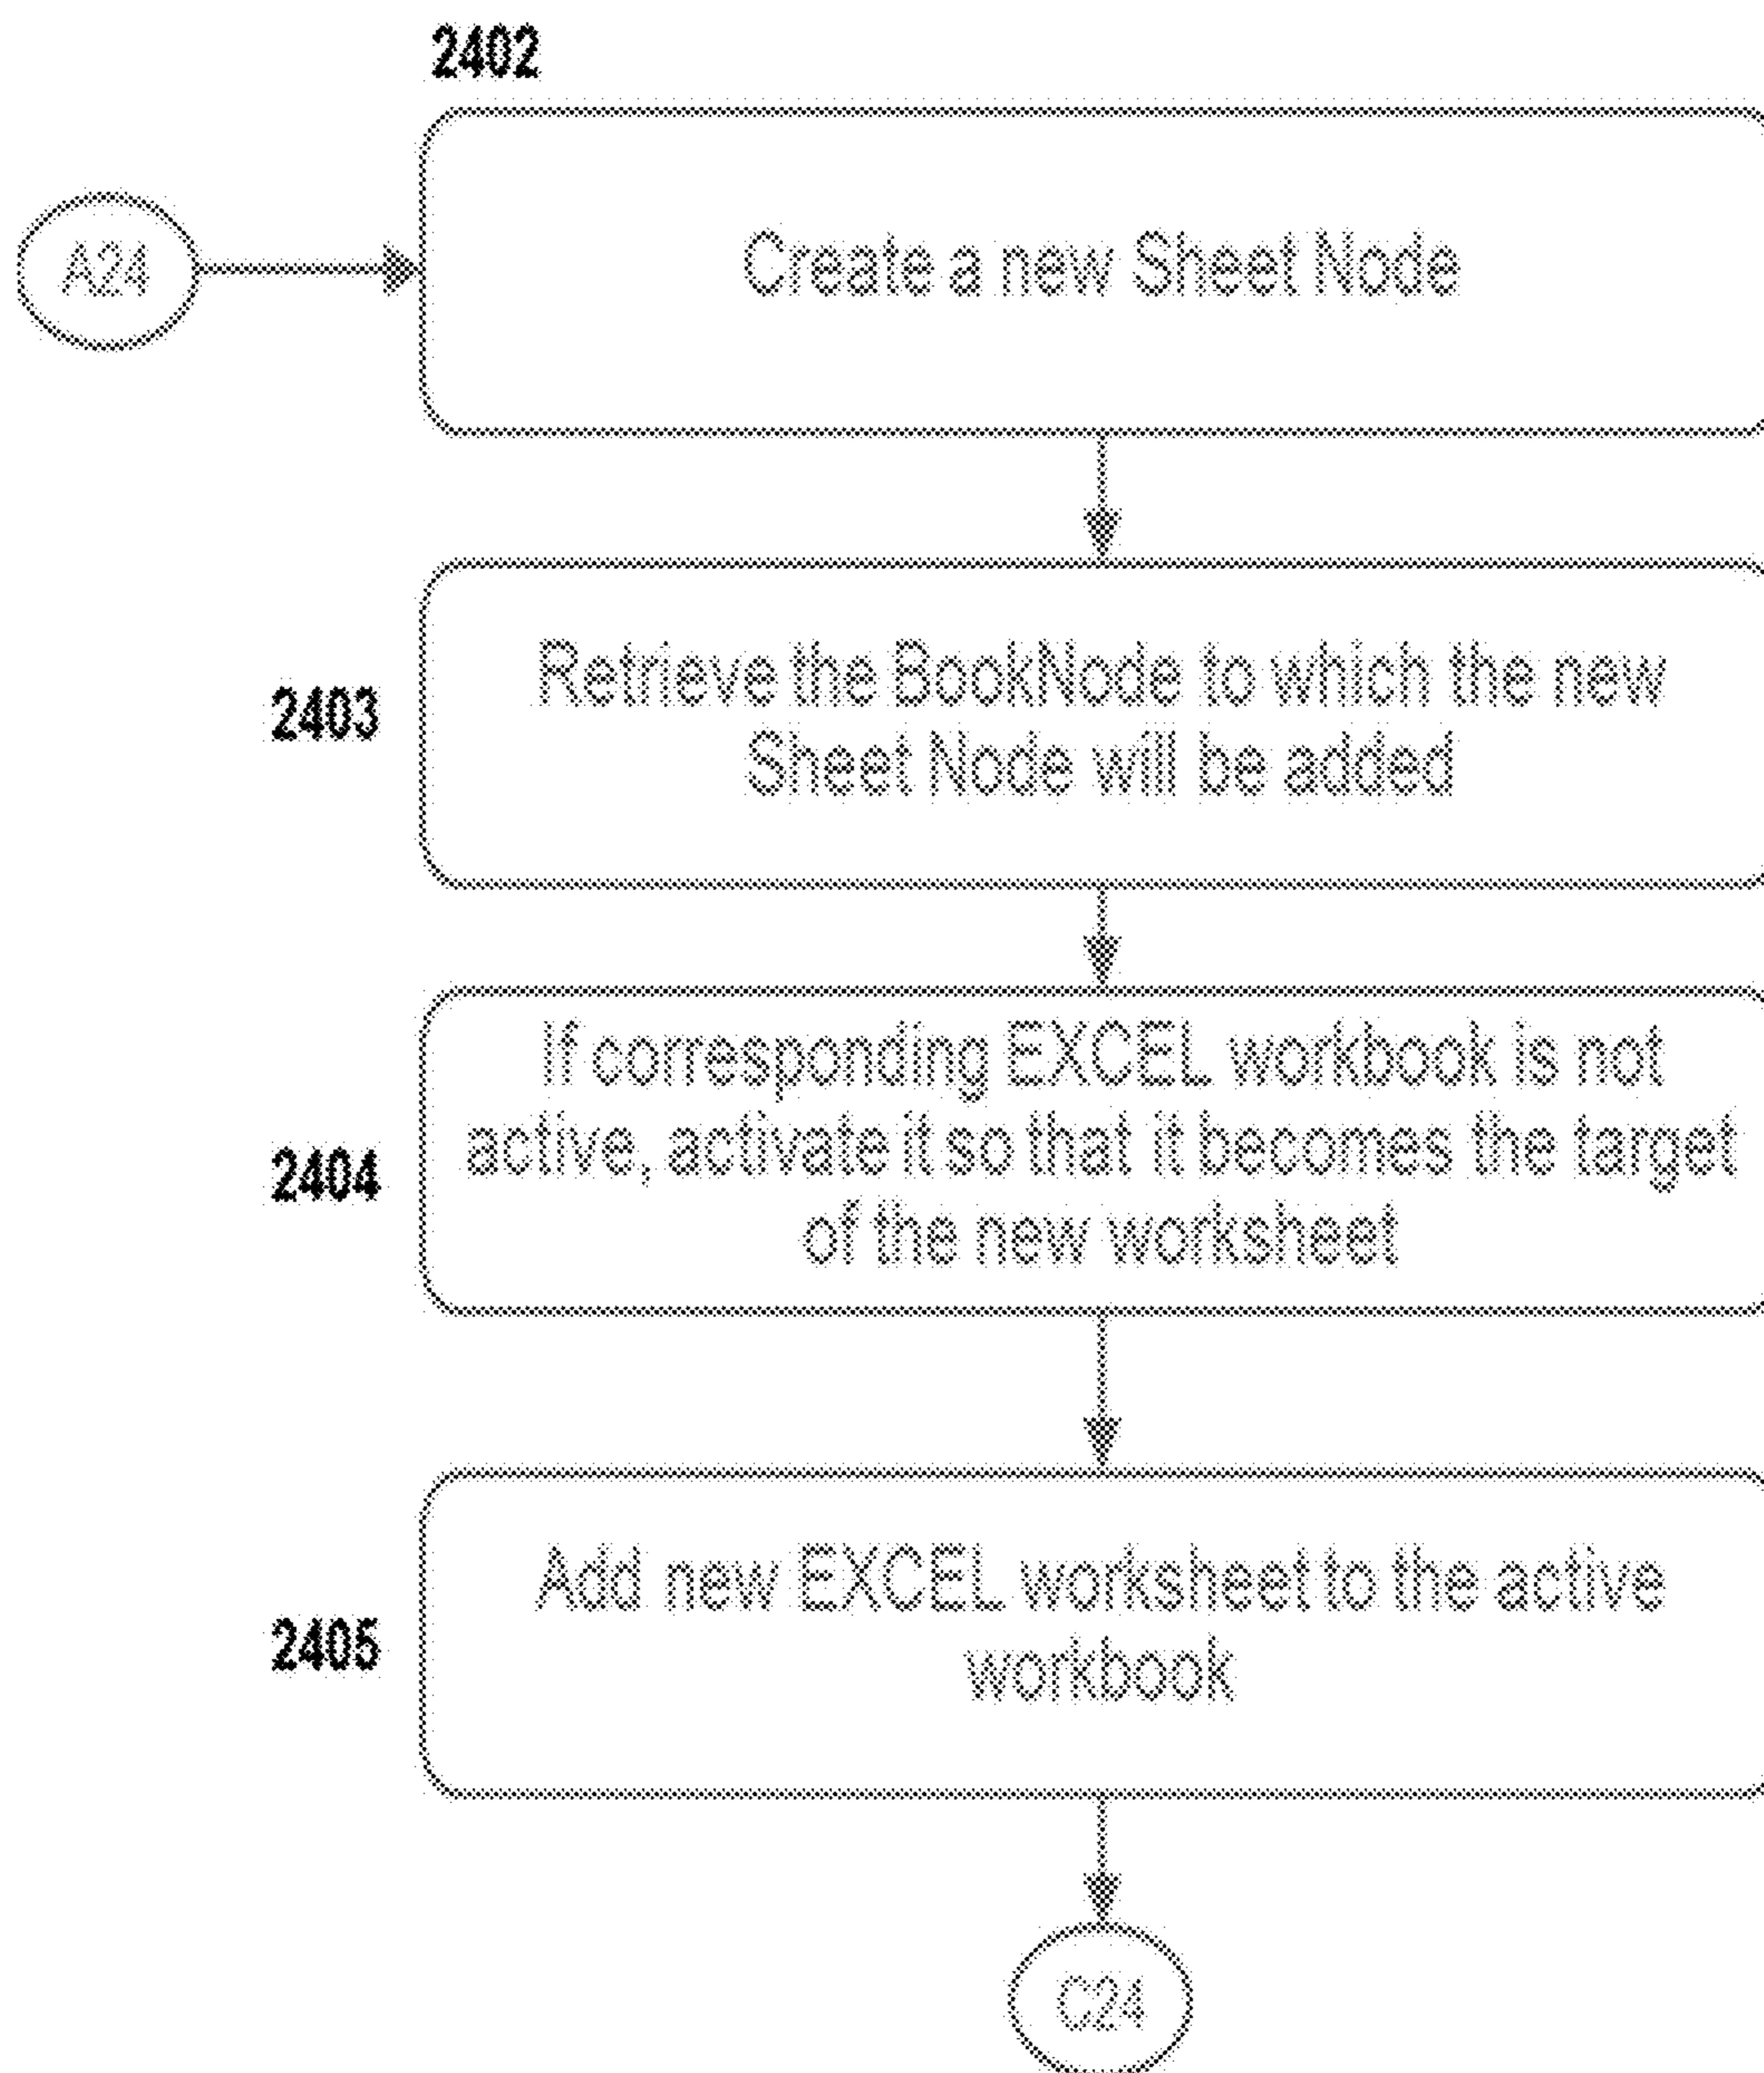 2402
A24
Create a new Sheet Node
Retrieve the BookNode to which the new
Sheet Node will be added
2403
If corresponding EXCEL workbook is not
active, activate it so that it becomes the target
of the new worksheet
2404
Add new EXCEL worksheet to the active
workbook
2405
C24